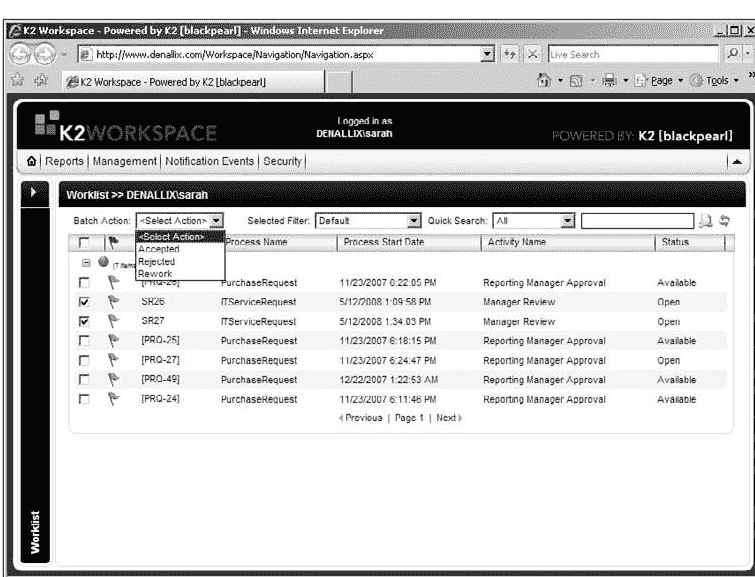 K2 Workspace - Powered by K2 [blackpearl] - Windows Internet Explorer
http://www.denallix.com/Workspace/Navigation/Navigation.aspx
Live Search
K2 Workspace - Powered by K2 [blackpearl]
Page Tools
K2WORKSPACE
Logged in as
DENALLIX\sarah
POWERED BY: K2 [blackpearl]
Reports | Management | Notification Events | Security |
Worklist >> DENALLIX\sarah
Batch Action: <Select Action> Selected Filter: Default Quick Search: All
<Select Action>
Accepted
Rejected
Rework
Process Name Process Start Date Activity Name Status
(7 items
[PRQ-26] PurchaseRequest 11/23/2007 6:22:05 PM Reporting Manager Approval Available
SR26 ITServiceRequest 5/12/2008 1:09:58 PM Manager Review Open
SR27 ITServiceRequest 5/12/2008 1:34:03 PM Manager Review Open
[PRQ-25] PurchaseRequest 11/23/2007 6:18:15 PM Reporting Manager Approval Available
[PRQ-27] PurchaseRequest 11/23/2007 6:24:47 PM Reporting Manager Approval Open
[PRQ-49] PurchaseRequest 12/22/2007 1:22:53 AM Reporting Manager Approval Available
[PRQ-24] PurchaseRequest 11/23/2007 6:11:46 PM Reporting Manager Approval Available
Previous | Page 1 | Next
Worklist